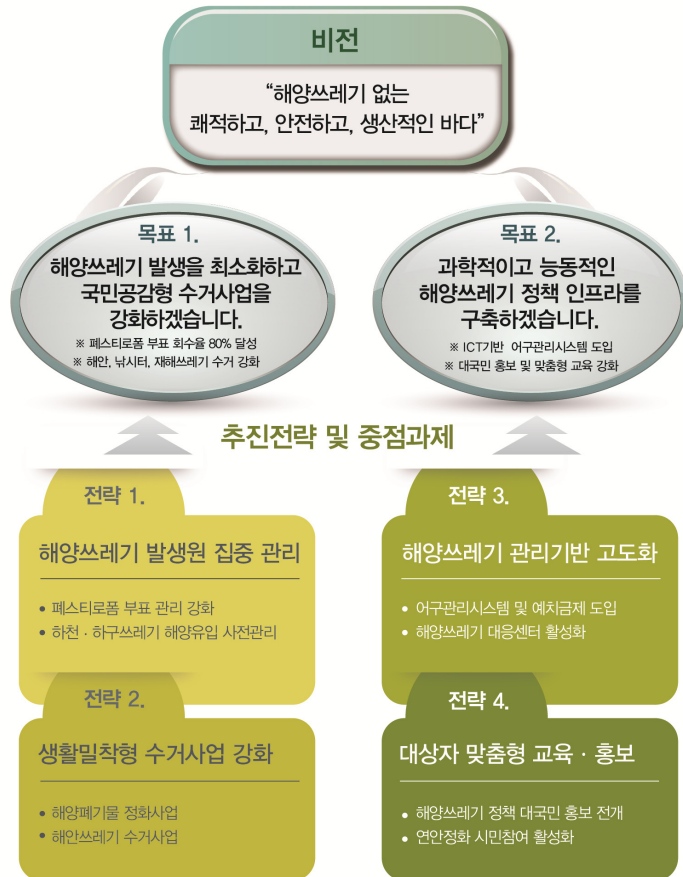 비전
“해양쓰레기 없는
쾌적하고, 안전하고, 생산적인 바다”
목표 1.
해양쓰레기 발생을 최소화하고
국민공감형 수거사업을
강화하겠습니다.
※ 폐스티로폼 부표 회수율 80% 달성
※ 해안, 낚시터, 재해쓰레기 수거 강화
목표 2.
과학적이고 능동적인
해양쓰레기 정책 인프라를
구축하겠습니다.
※ ICT기반 어구관리시스템 도입
※ 대국민 홍보 및 맞춤형 교육 강화
추진전략 및 중점과제
전략 1.
해양쓰레기 발생원 집중 관리
• 폐스티로폼 부표 관리 강화
• 하천 · 하구쓰레기 해양유입 사전관리
전략 2.
생활밀착형 수거사업 강화
• 해양폐기물 정화사업
• 해안쓰레기 수거사업
전략 3.
해양쓰레기 관리기반 고도화
• 어구관리시스템 및 예치금제 도입
• 해양쓰레기 대응센터 활성화
전략 4.
대상자 맞춤형 교육 · 홍보
• 해양쓰레기 정책 대국민 홍보 전개
• 연안정화 시민참여 활성화